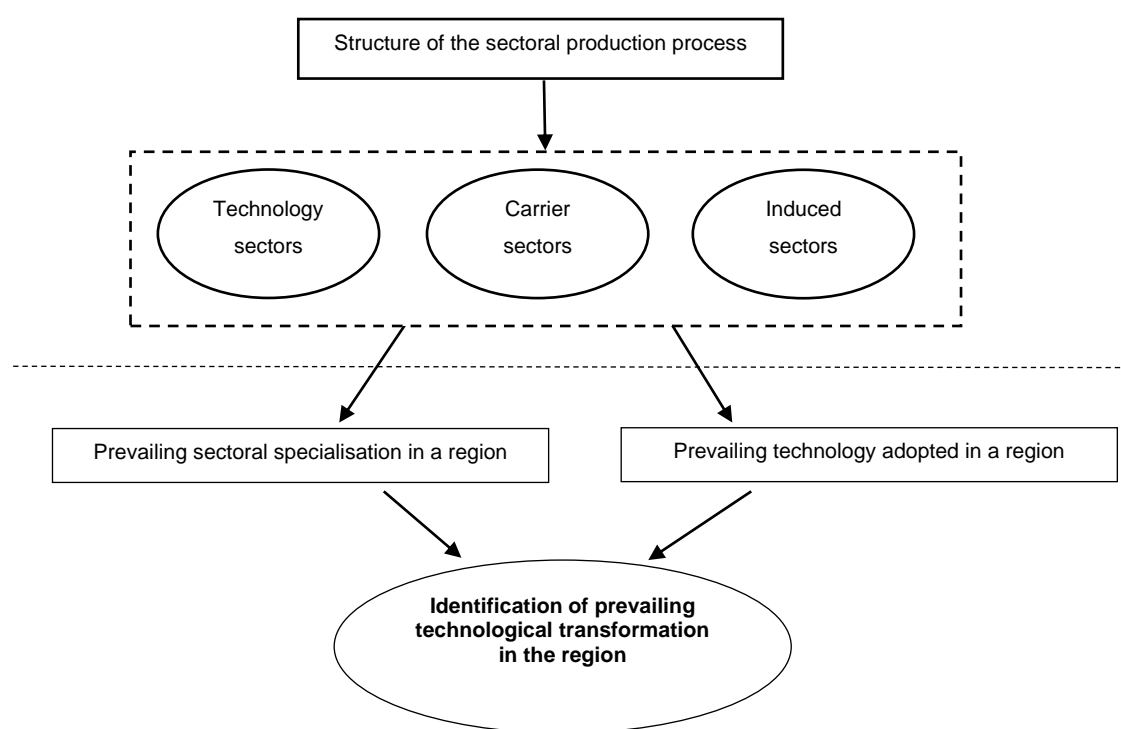 Structure of the sectoral production process
Technology
sectors
Carrier
sectors
Induced
sectors
Prevailing sectoral specialisation in a region
Prevailing technology adopted in a region
Identification of prevailing
technological transformation
in the region